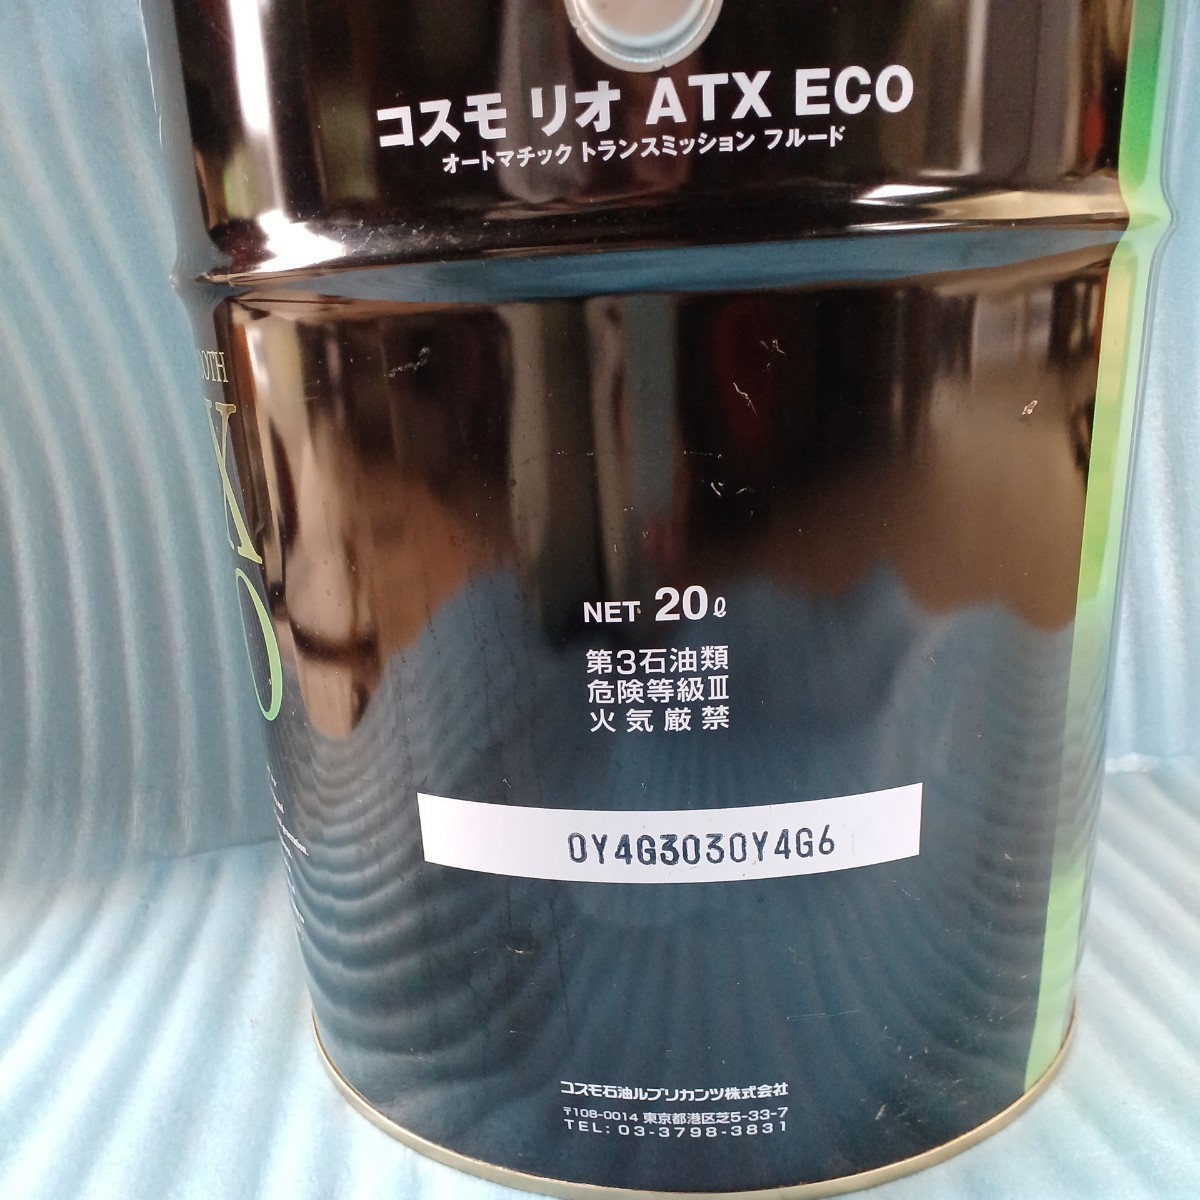 コスモ リオ ATX ECO
オートマチック トランスミッション フルード
OTH
X
O
NET 20ℓ
第3石油類
危険等級Ⅲ
火気厳禁
0Y4G3030Y4G6
コスモ石油ルブリカンツ株式会社
〒108-0014 東京都港区芝5-33-7
TEL: 03-3798-3831